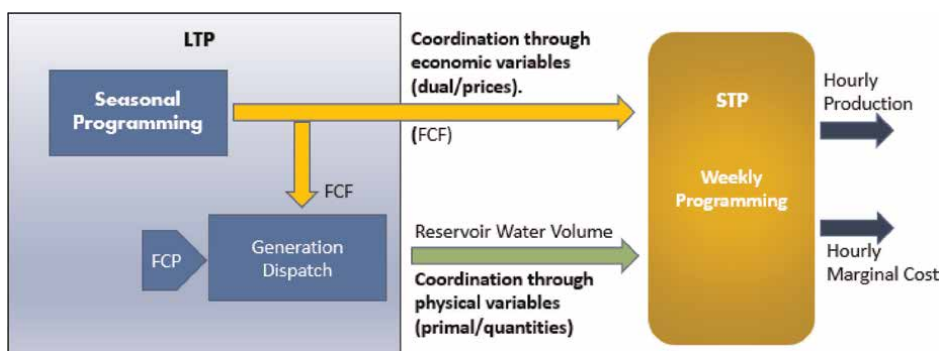 LTP
Seasonal
Programming
Coordination through
economic variables
(dual/prices).
(FCF)
FCF
FCP
Generation
Dispatch
Reservoir Water Volume
Coordination through
physical variables
(primal/quantities)
STP
Weekly
Programming
Hourly
Production
Hourly
Marginal Cost